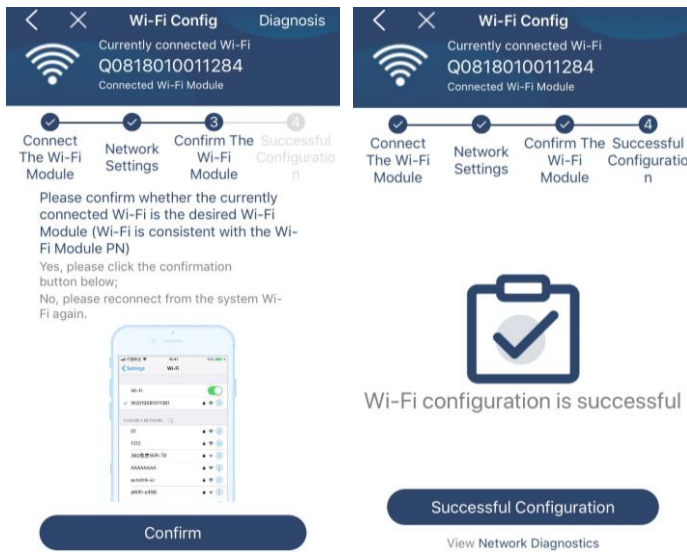 Wi-Fi Config
Diagnosis
Currently connected Wi-Fi
Q0818010011284
Connected Wi-Fi Module
3
4
Connect
The Wi-Fi
Module
Network
Settings
Confirm The
Wi-Fi
Module
Successful
Configuratio
n
Please confirm whether the currently
connected Wi-Fi is the desired Wi-Fi
Module (Wi-Fi is consistent with the Wi-
Fi Module PN)
Yes, please click the confirmation
button below;
No, please reconnect from the system Wi-
Fi again.
Settings
Wi-Fi
Wi-Fi
01
1212
AAAAAAAA
Confirm
Wi-Fi Config
Currently connected Wi-Fi
Q0818010011284
Connected Wi-Fi Module
4
Connect
The Wi-Fi
Module
Network
Settings
Confirm The
Wi-Fi
Module
Successful
Configuratio
n
Wi-Fi configuration is successful
Successful Configuration
View Network Diagnostics